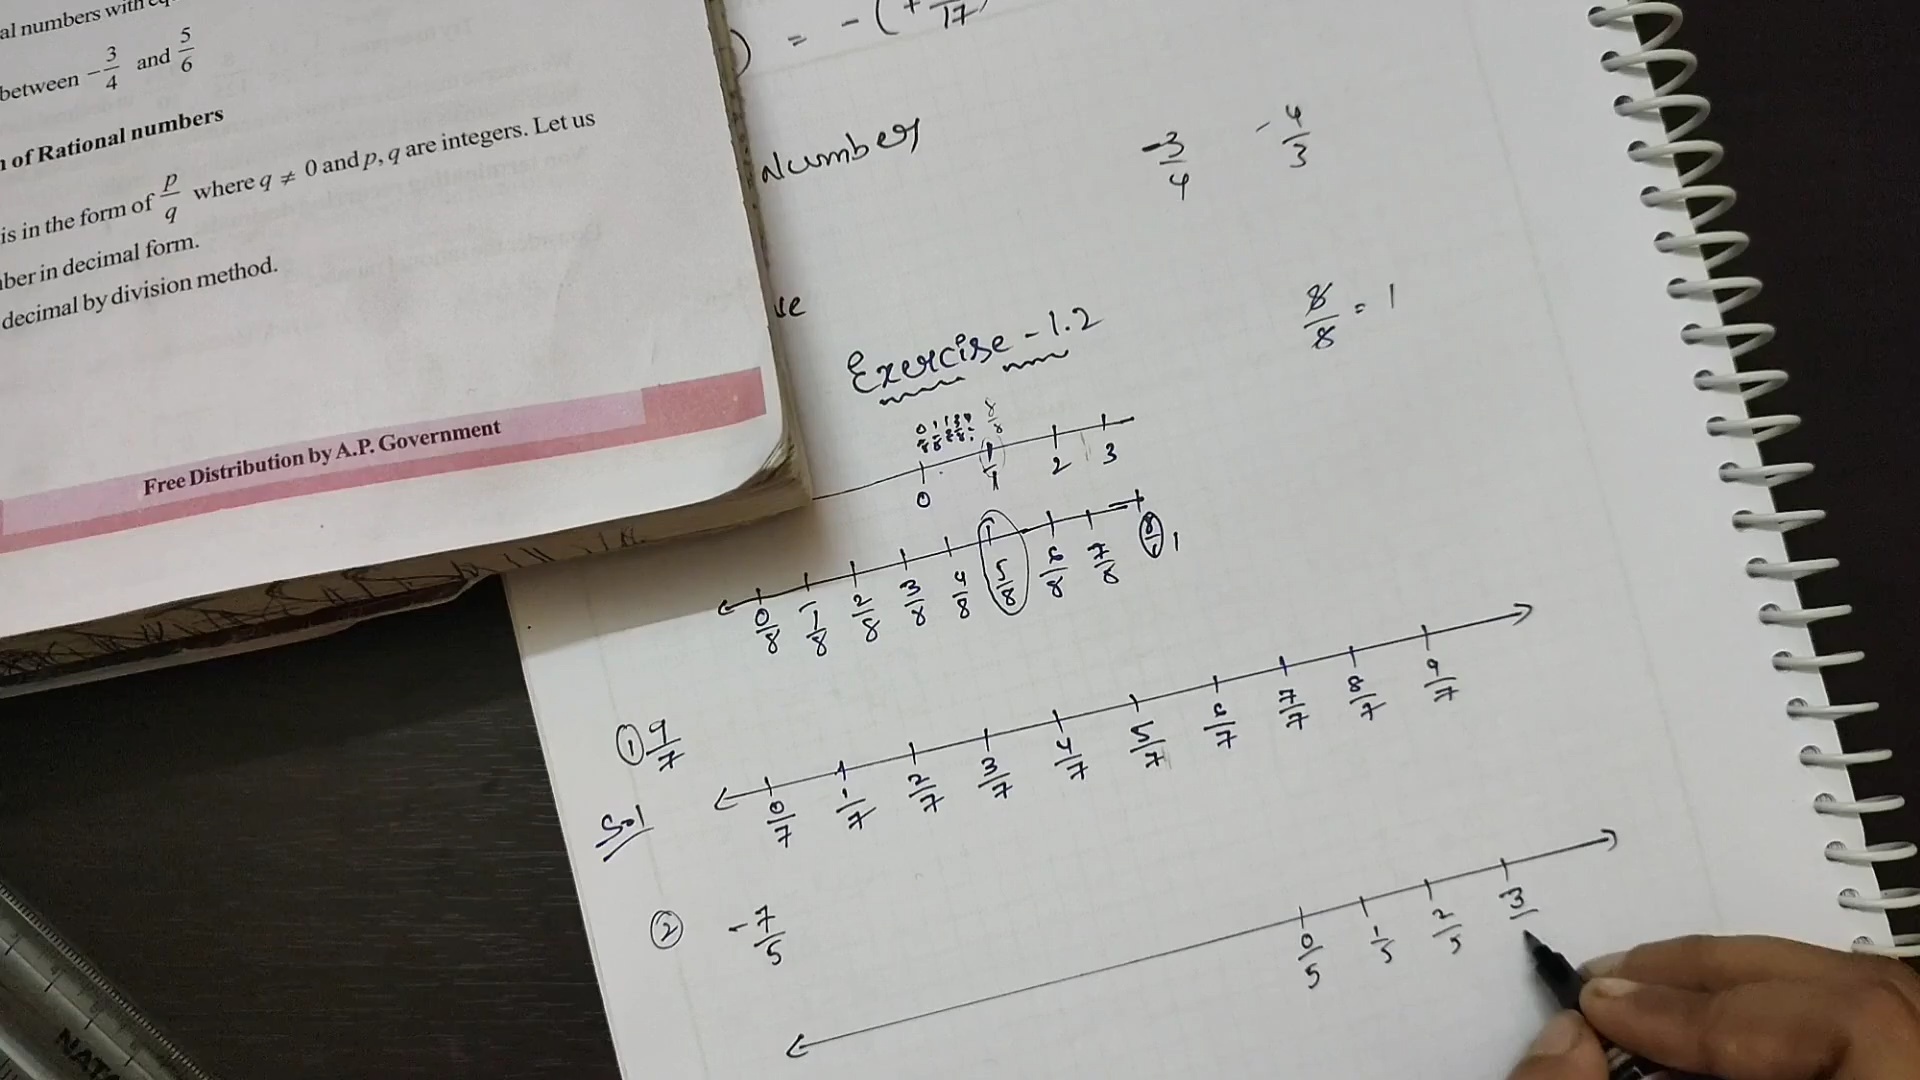 al numbers with
between -3/4 and 5/6
of Rational numbers
is in the form of p/q where q ≠ 0 and p, q are integers. Let us
ber in decimal form.
decimal by division method.
Free Distribution by A.P. Government
) = - ( + /17
Number
-3/4 -4/3
se
Exercise - 1.2
8/8 = 1
8/8
0 1 2 3
0/8 1/8 2/8 3/8 4/8 5/8 6/8 7/8 1
① 9/7
Sol
0/7 1/7 2/7 3/7 4/7 5/7 6/7 7/7 8/7 9/7
② -7/5
0/5 1/5 2/5 3/
NATA